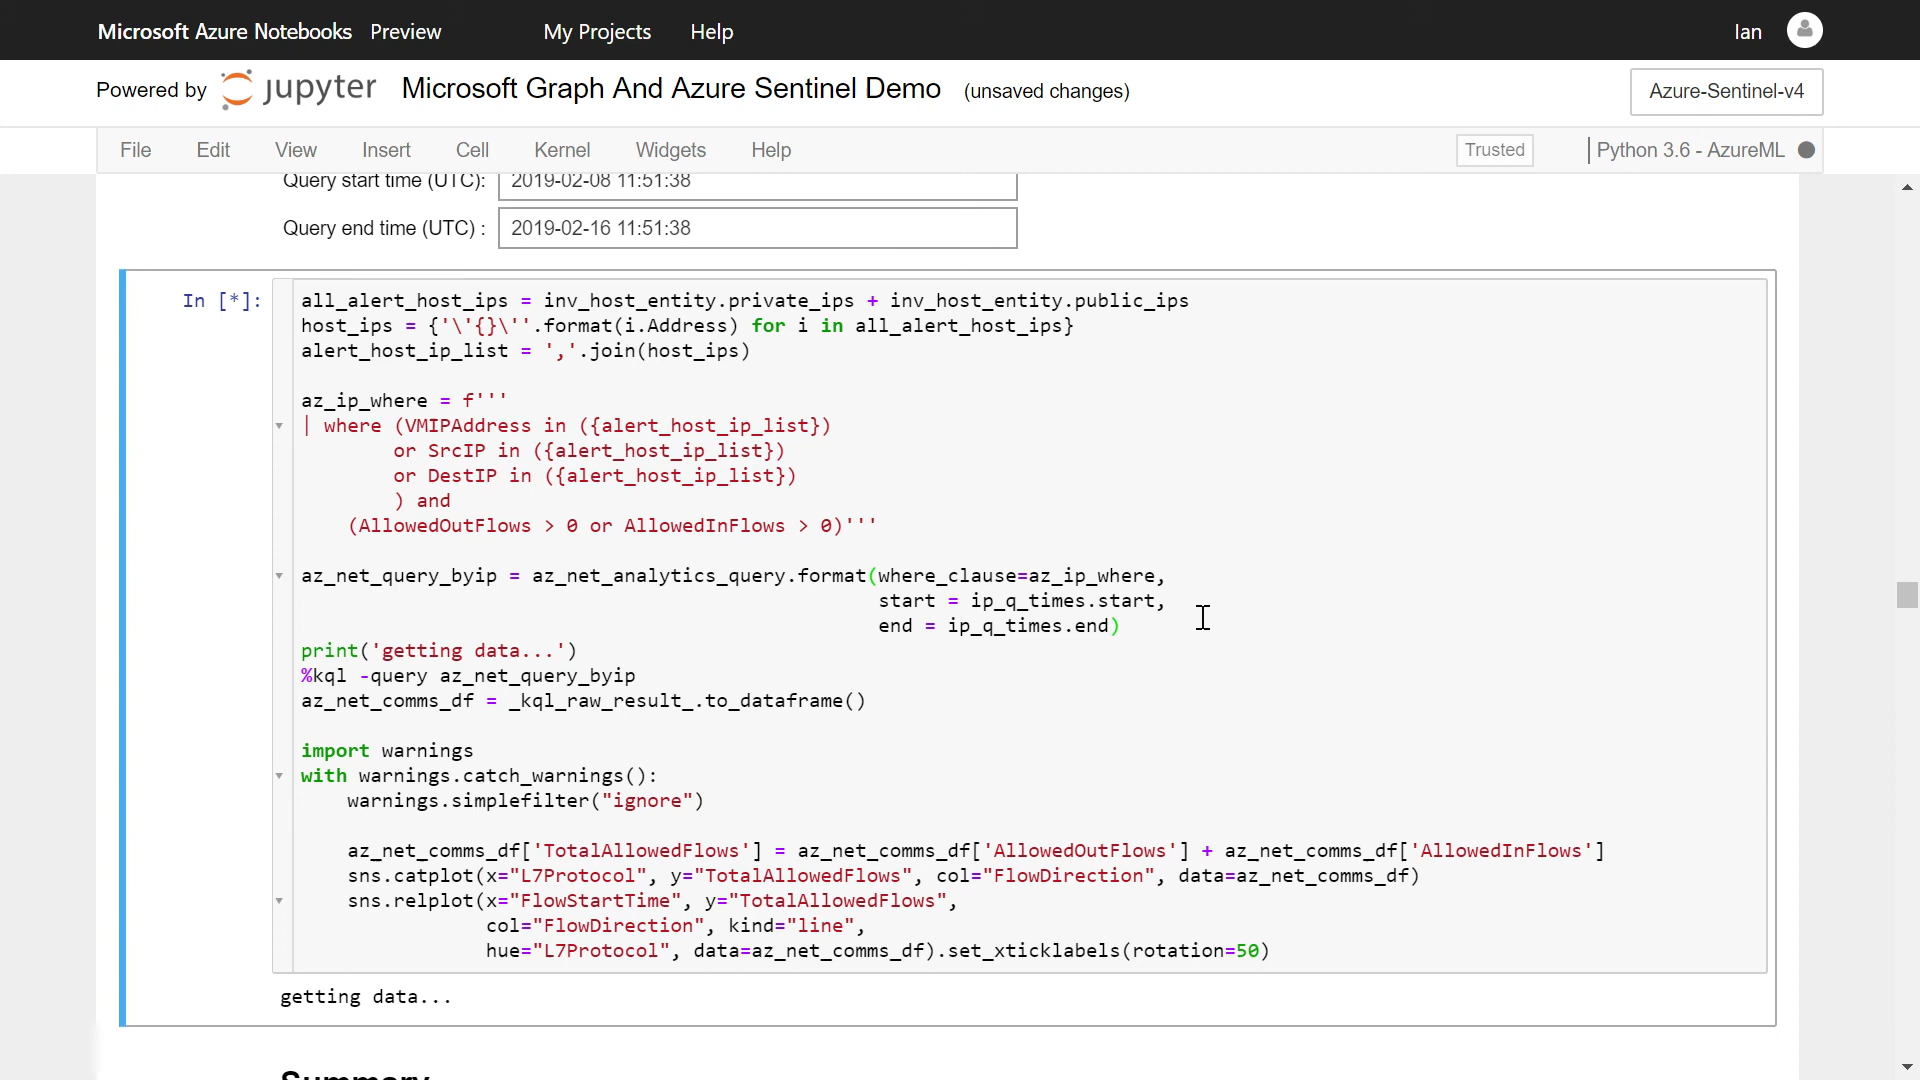 Microsoft Azure Notebooks Preview My Projects Help Ian
Powered by jupyter Microsoft Graph And Azure Sentinel Demo (unsaved changes) Azure-Sentinel-v4
File Edit View Insert Cell Kernel Widgets Help Trusted Python 3.6 - AzureML
Query start time (UTC): 2019-02-08 11:51:38
Query end time (UTC) : 2019-02-16 11:51:38
In [*]: all_alert_host_ips = inv_host_entity.private_ips + inv_host_entity.public_ips
host_ips = {'\'{}\''.format(i.Address) for i in all_alert_host_ips}
alert_host_ip_list = ','.join(host_ips)
az_ip_where = f'''
| where (VMIPAddress in ({alert_host_ip_list})
or SrcIP in ({alert_host_ip_list})
or DestIP in ({alert_host_ip_list})
) and
(AllowedOutFlows > 0 or AllowedInFlows > 0)'''
az_net_query_byip = az_net_analytics_query.format(where_clause=az_ip_where,
start = ip_q_times.start,
end = ip_q_times.end)
print('getting data...')
%kql -query az_net_query_byip
az_net_comms_df = _kql_raw_result_.to_dataframe()
import warnings
with warnings.catch_warnings():
warnings.simplefilter("ignore")
az_net_comms_df['TotalAllowedFlows'] = az_net_comms_df['AllowedOutFlows'] + az_net_comms_df['AllowedInFlows']
sns.catplot(x="L7Protocol", y="TotalAllowedFlows", col="FlowDirection", data=az_net_comms_df)
sns.relplot(x="FlowStartTime", y="TotalAllowedFlows",
col="FlowDirection", kind="line",
hue="L7Protocol", data=az_net_comms_df).set_xticklabels(rotation=50)
getting data...
Summary